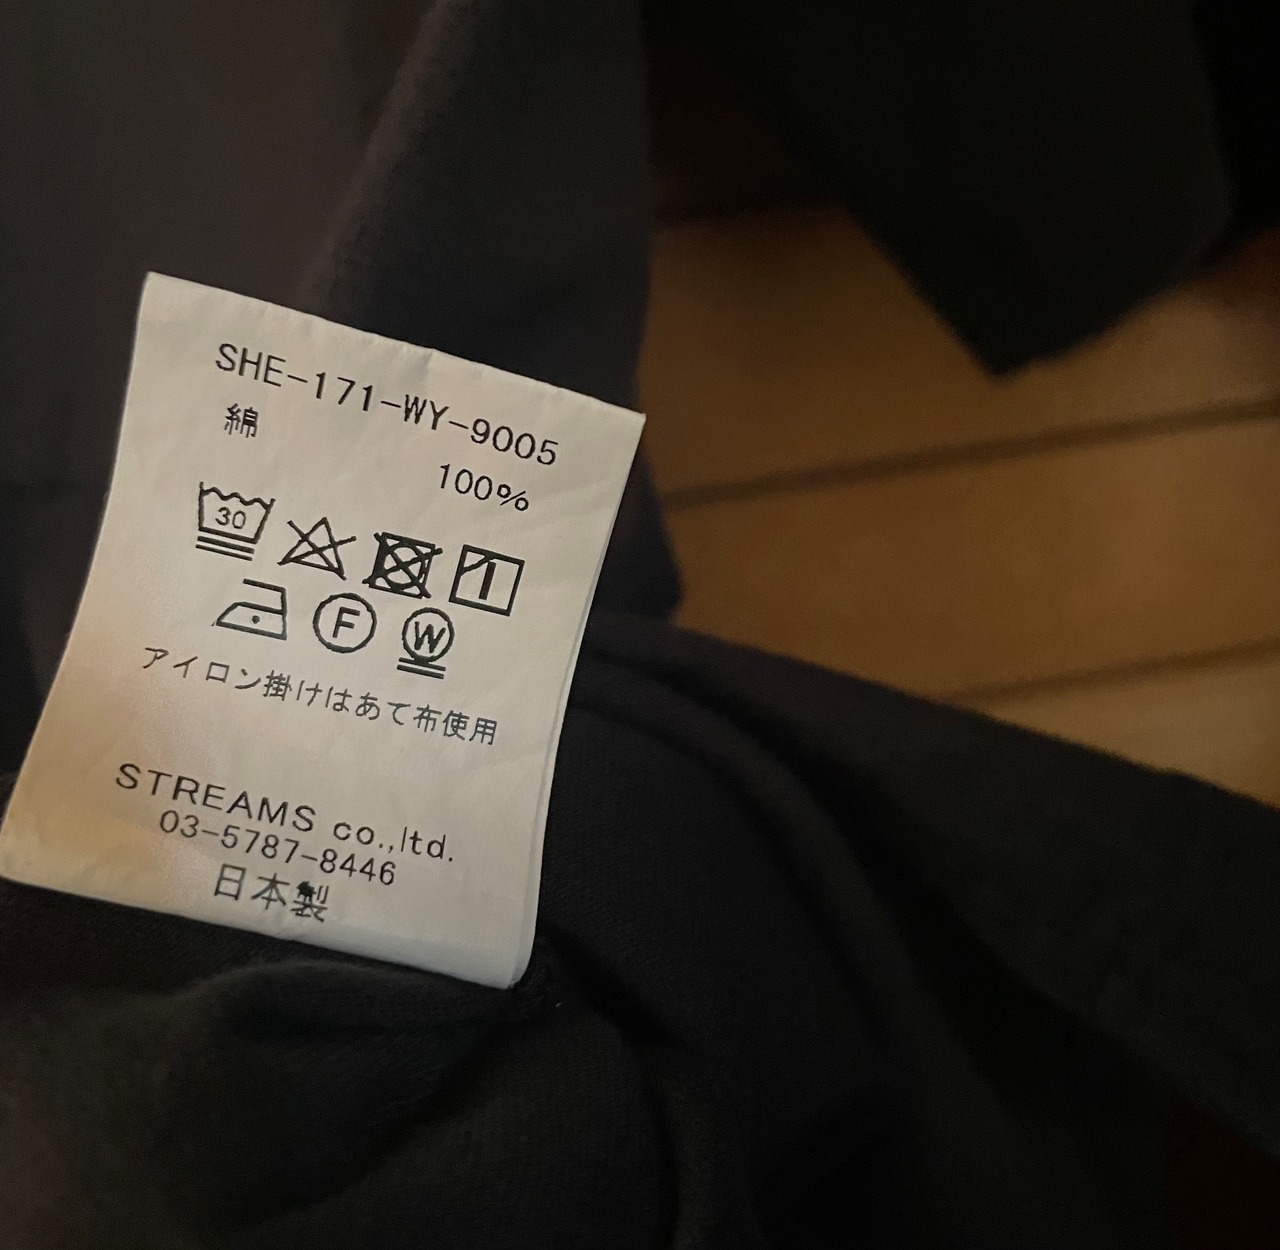 SHE-171-WY-9005
綿 100%
30
F W
アイロン掛けはあて布使用
STREAMS co.,ltd.
03-5787-8446
日本製